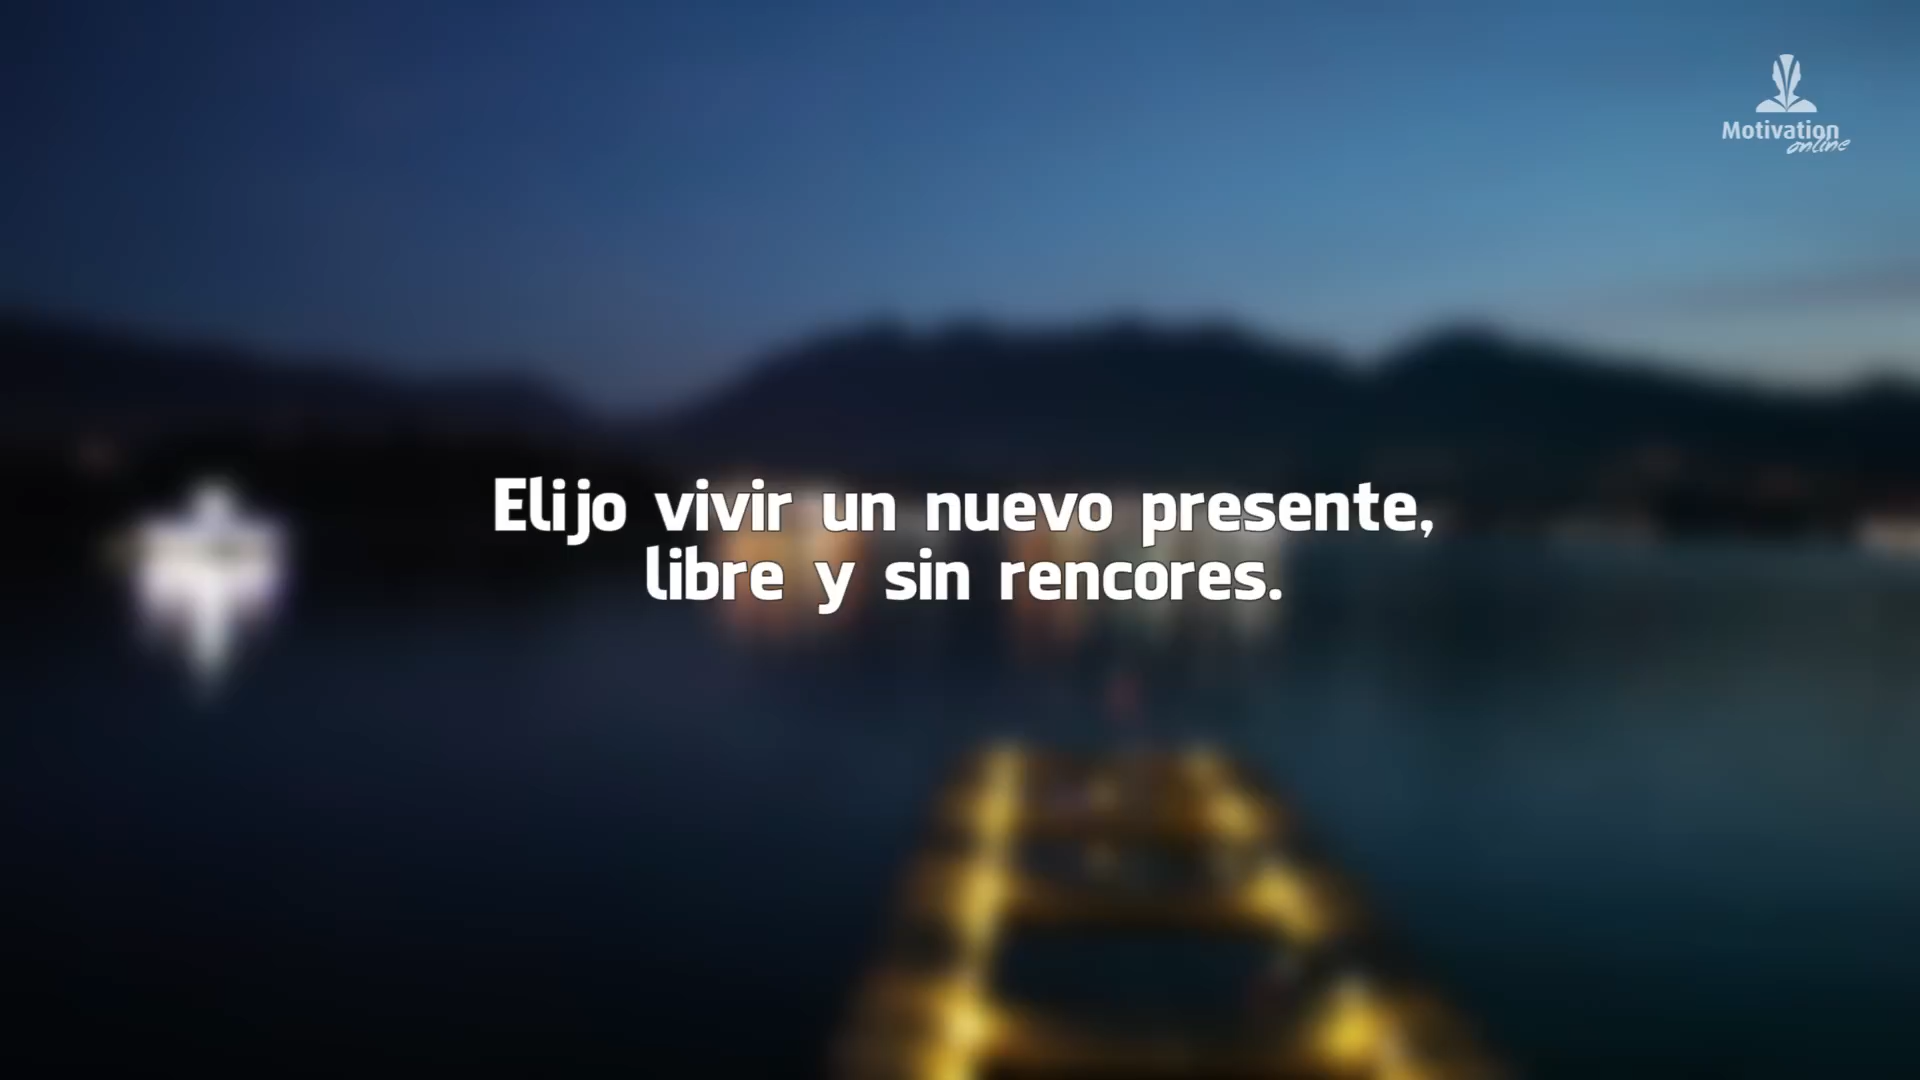 Motivation
online
Elijo vivir un nuevo presente,
libre y sin rencores.